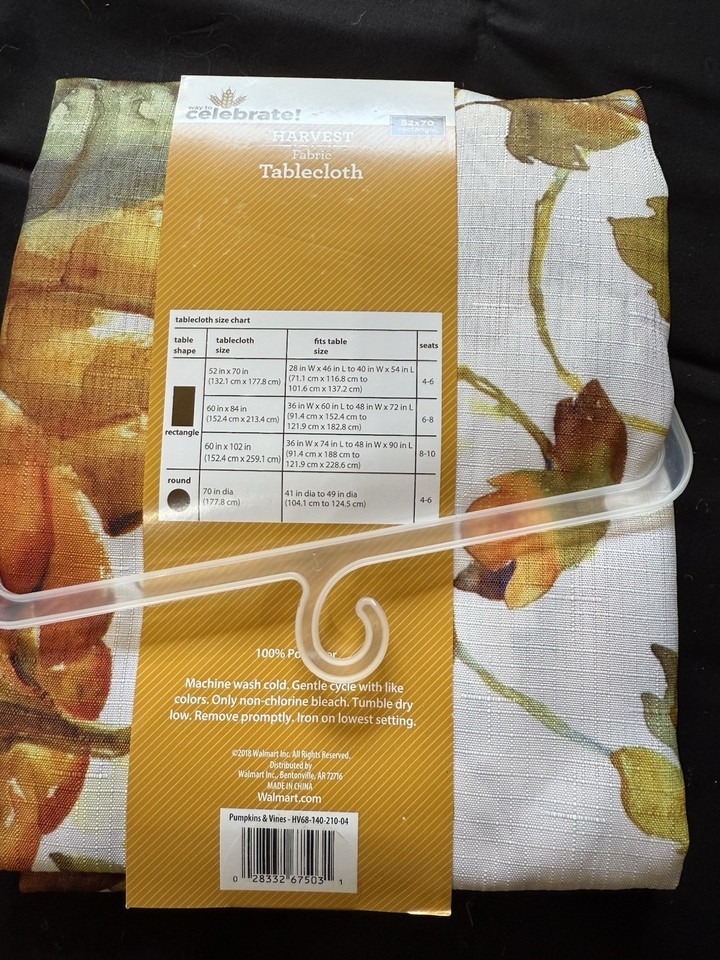 way to
celebrate!
52x70
rectangle
HARVEST
Fabric
Tablecloth
tablecloth size chart
table shape
tablecloth size
fits table size
seats
rectangle
52 in x 70 in
(132.1 cm x 177.8 cm)
28 in W x 46 in L to 40 in W x 54 in L
(71.1 cm x 116.8 cm to
101.6 cm x 137.2 cm)
4-6
60 in x 84 in
(152.4 cm x 213.4 cm)
36 in W x 60 in L to 48 in W x 72 in L
(91.4 cm x 152.4 cm to
121.9 cm x 182.8 cm)
6-8
60 in x 102 in
(152.4 cm x 259.1 cm)
36 in W x 74 in L to 48 in W x 90 in L
(91.4 cm x 188 cm to
121.9 cm x 228.6 cm)
8-10
round
70 in dia
(177.8 cm)
41 in dia to 49 in dia
(104.1 cm to 124.5 cm)
4-6
100%
Machine wash cold. Gentle cycle with like
colors. Only non-chlorine bleach. Tumble dry
low. Remove promptly. Iron on lowest setting.
©2018 Walmart Inc. All Rights Reserved.
Distributed by
Walmart Inc., Bentonville, AR 72716
MADE IN CHINA
Walmart.com
Pumpkins & Vines - HV68-140-210-04
0 28332 67503 1